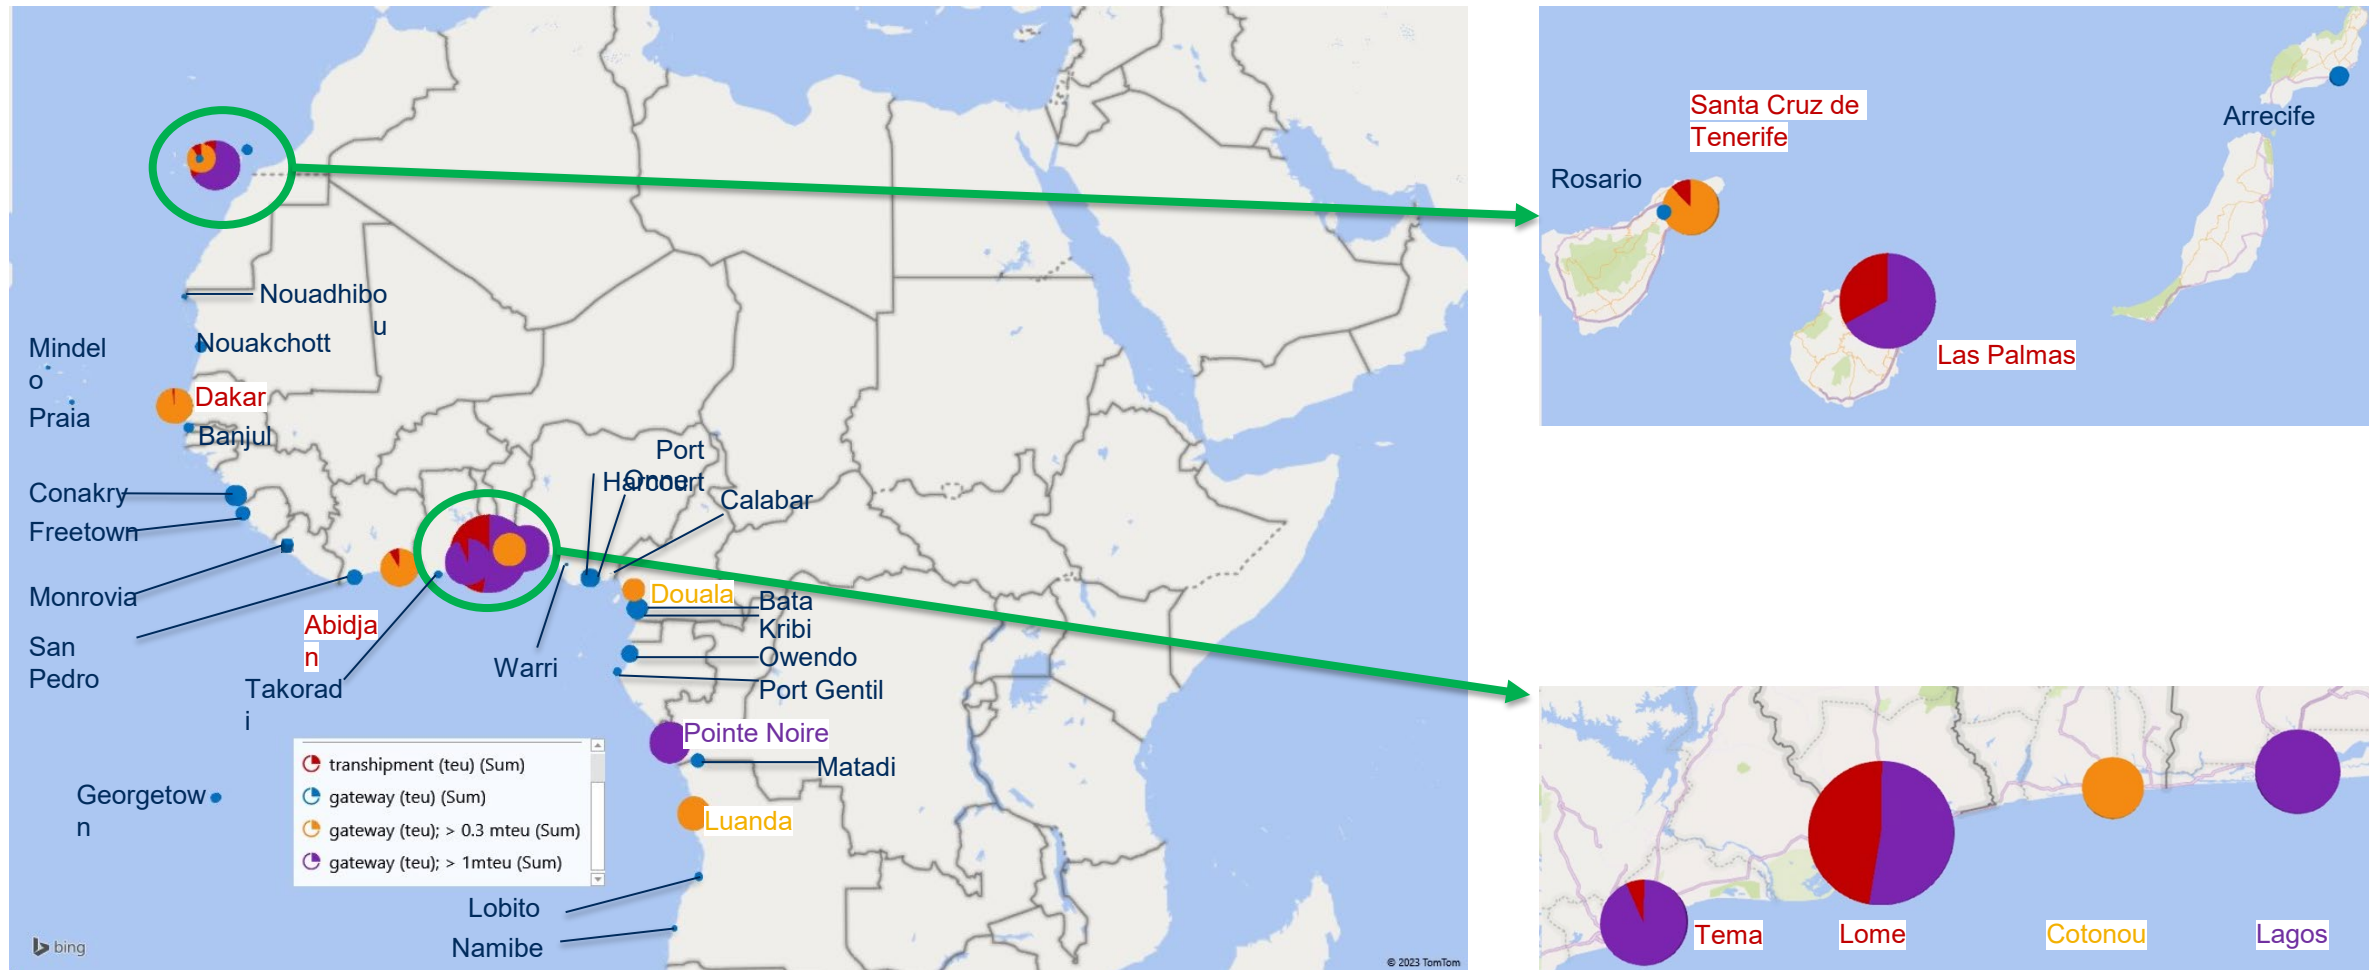 Santa Cruz de
Tenerife
Arrecife
Rosario
Las Palmas
Nouadhibo
u
Nouakchott
Mindel
o
Praia
Dakar
Banjul
Port
Harcourt
Onne
Calabar
Conakry
Freetown
Monrovia
San
Pedro
Abidja
n
Takorad
i
Warri
Douala
Bata
Kribi
Owendo
Port Gentil
Pointe Noire
Matadi
Luanda
Georgetow
n
transhipment (teu) (Sum)
gateway (teu) (Sum)
gateway (teu); > 0.3 mteu (Sum)
gateway (teu); > 1mteu (Sum)
Lobito
Namibe
bing
© 2023 TomTom
Tema
Lome
Cotonou
Lagos